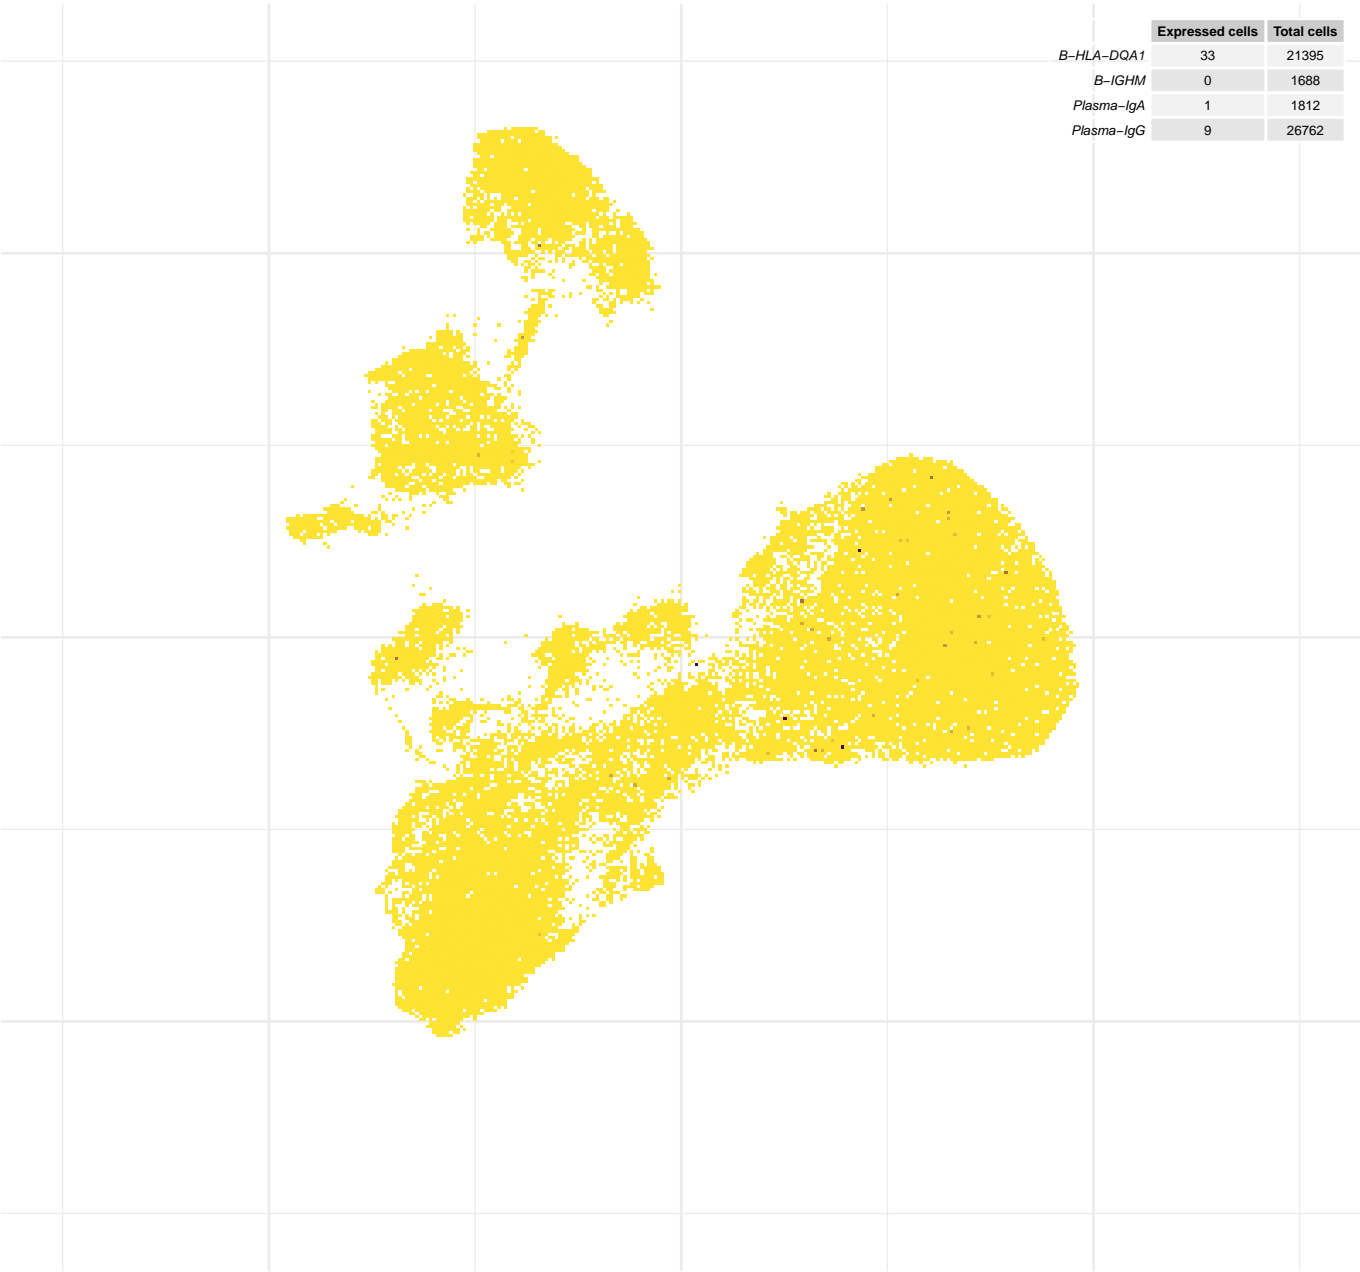 Expressed cells Total cells
B−HLA−DQA1 33 21395
B−IGHM 0 1688
Plasma−IgA 1 1812
Plasma−IgG 9 26762